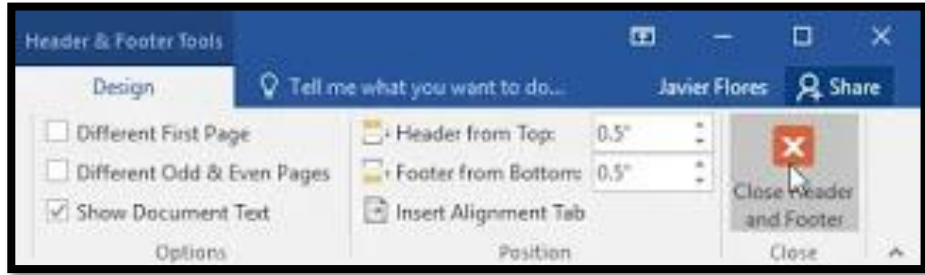 Header & Footer Tools
Design Tell me what you want to do... Javier Flores Share
Different First Page Header from Top: 0.5"
Different Odd & Even Pages Footer from Bottom: 0.5"
Show Document Text Insert Alignment Tab
Close Header
and Footer
Options Position Close